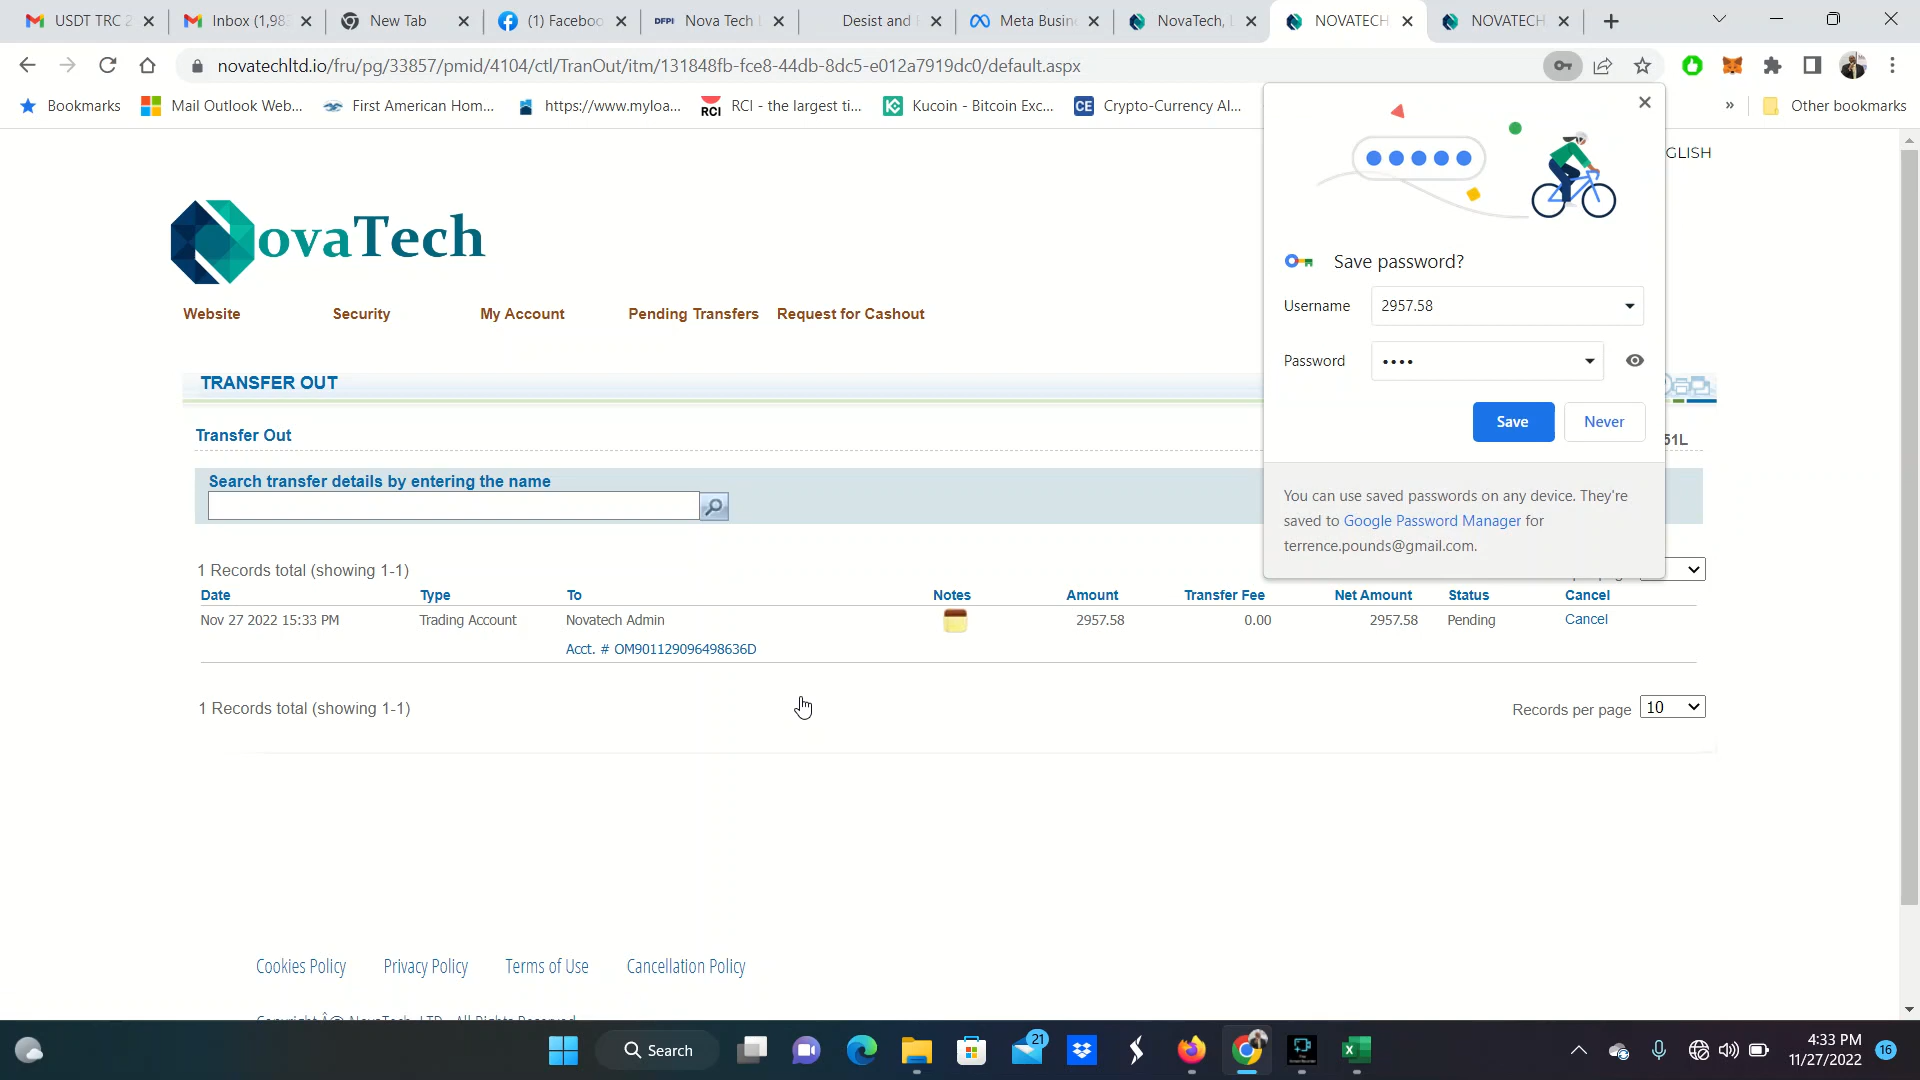 USDT TRC 2
Inbox (1,98
New Tab
(1) Faceboo
DFPI Nova Tech L
Desist and
Meta Busin
NovaTech, L
NOVATECH
NOVATECH
novatechltd.io/fru/pg/33857/pmid/4104/ctl/TranOut/itm/131848fb-fce8-44db-8dc5-e012a7919dc0/default.aspx
Bookmarks
Mail Outlook Web...
First American Hom...
https://www.myloa...
RCI RCI - the largest ti...
Kucoin - Bitcoin Exc...
CE Crypto-Currency Al...
»
Other bookmarks
GLISH
NovaTech
Website
Security
My Account
Pending Transfers
Request for Cashout
Save password?
Username 2957.58
Password ••••
Save Never
You can use saved passwords on any device. They're
saved to Google Password Manager for
terrence.pounds@gmail.com.
TRANSFER OUT
Transfer Out
51L
Search transfer details by entering the name
1 Records total (showing 1-1)
Date Type To Notes Amount Transfer Fee Net Amount Status Cancel
Nov 27 2022 15:33 PM Trading Account Novatech Admin 2957.58 0.00 2957.58 Pending Cancel
Acct. # OM901129096498636D
1 Records total (showing 1-1)
Records per page 10
Cookies Policy Privacy Policy Terms of Use Cancellation Policy
Search
21
4:33 PM
11/27/2022
16